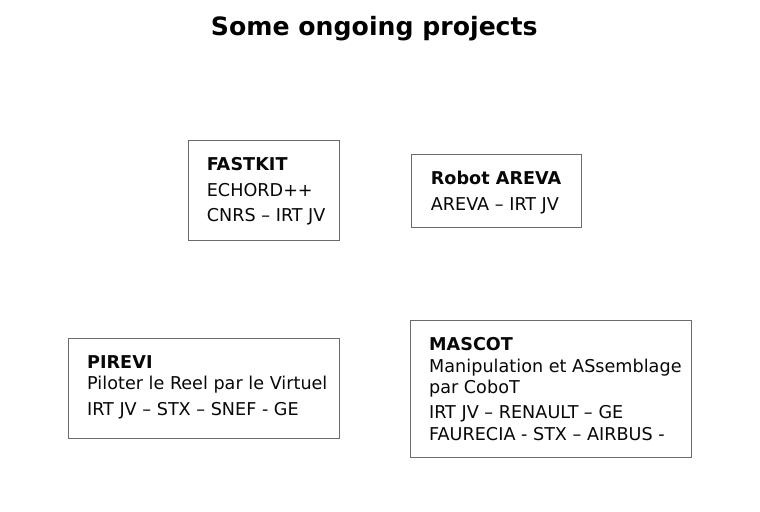 Some ongoing projects
FASTKIT
ECHORD++
CNRS – IRT JV
Robot AREVA
AREVA – IRT JV
PIREVI
Piloter le Reel par le Virtuel
IRT JV – STX – SNEF - GE
MASCOT
Manipulation et ASsemblage
par CoboT
IRT JV – RENAULT – GE
FAURECIA - STX – AIRBUS -